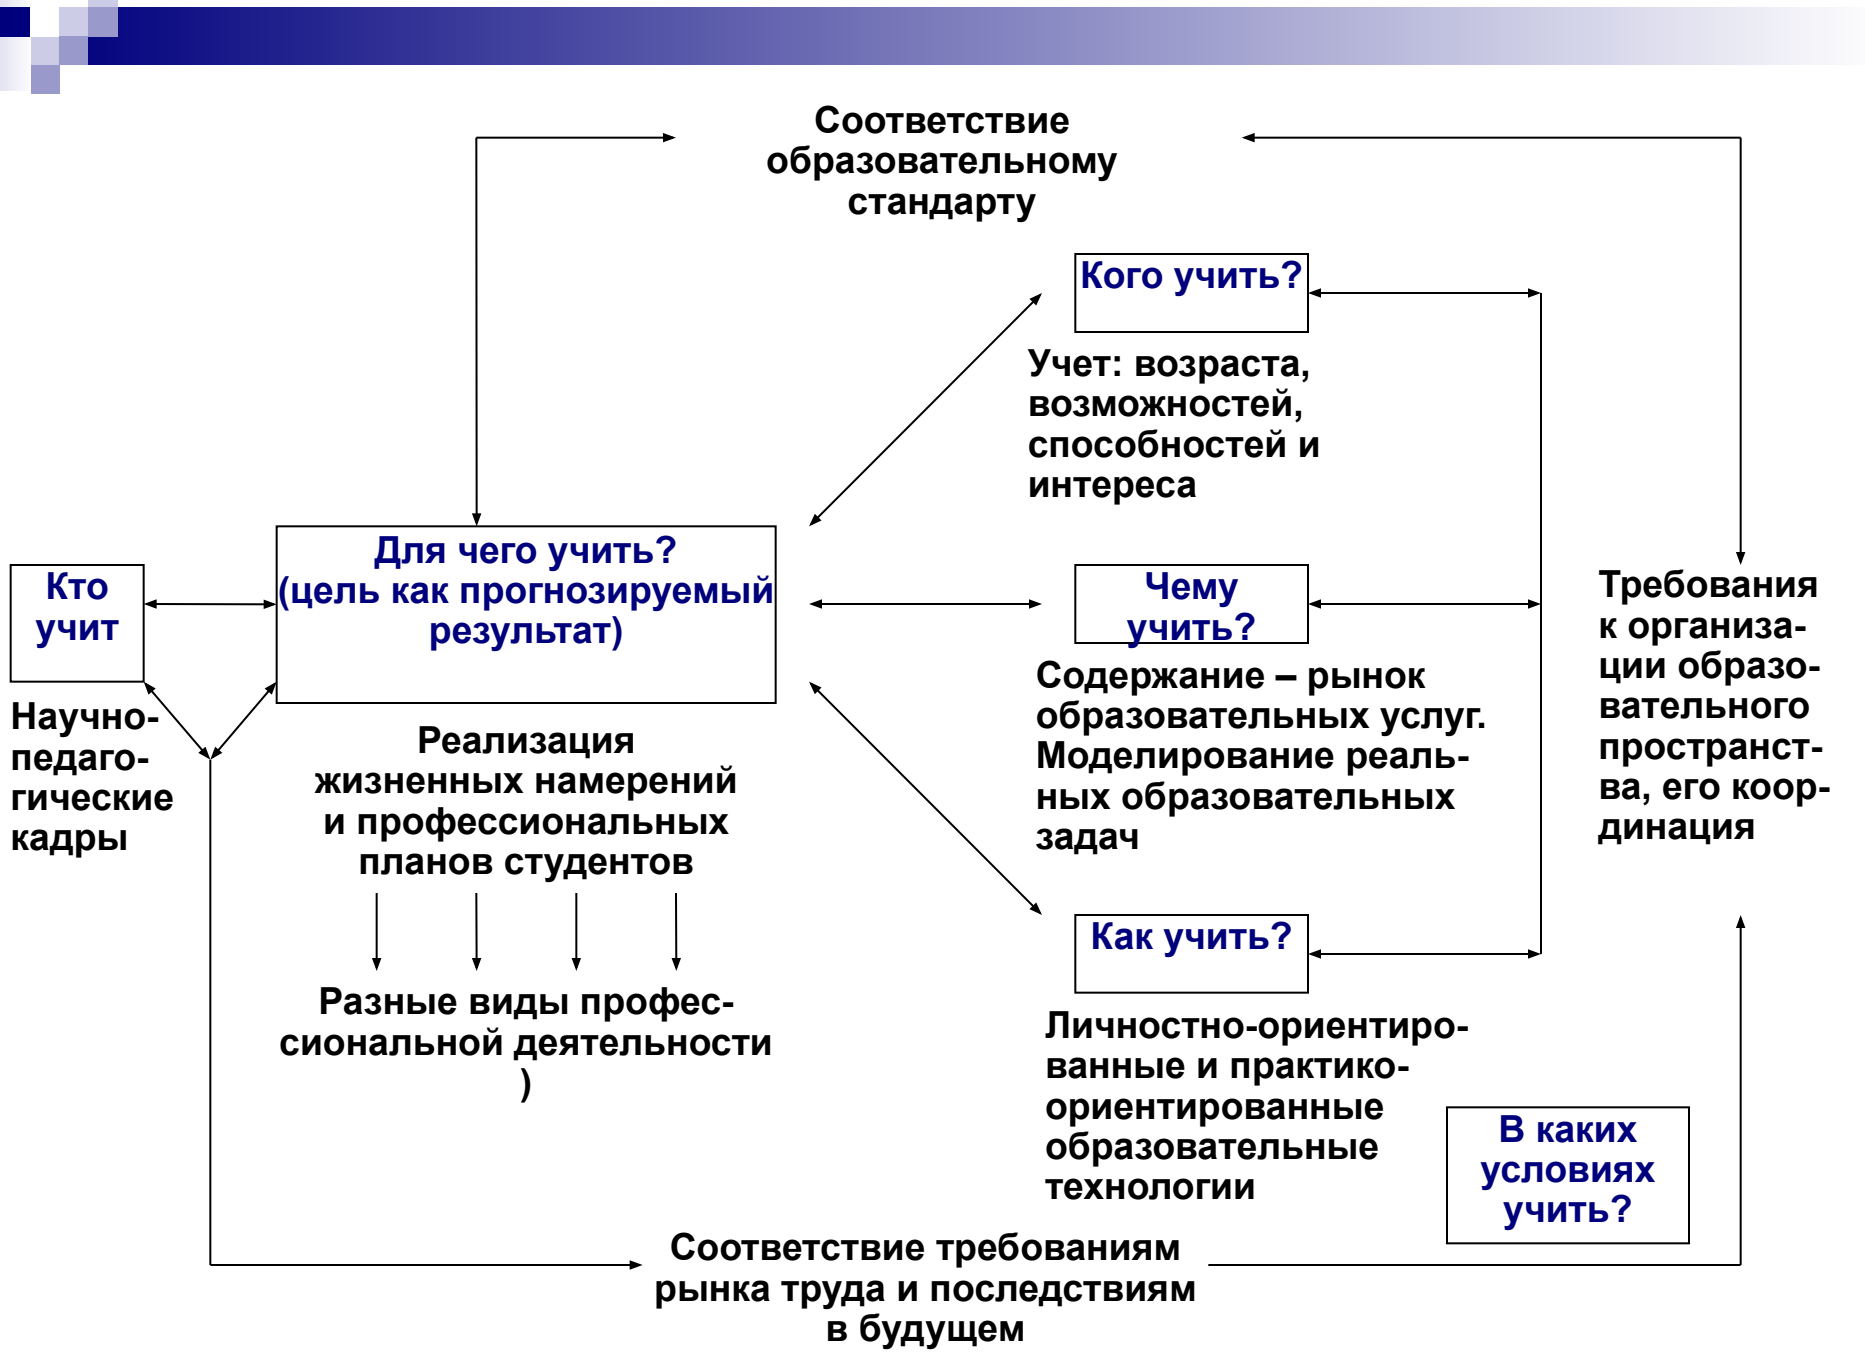 Соответствие
образовательному
стандарту
Кого учить?
Учет: возраста,
возможностей,
способностей и
интереса
Кто
учит
Научно-
педаго-
гические
кадры
Для чего учить?
(цель как прогнозируемый
результат)
Реализация
жизненных намерений
и профессиональных
планов студентов
Разные виды профес-
сиональной деятельности
)
Чему
учить?
Содержание – рынок
образовательных услуг.
Моделирование реаль-
ных образовательных
задач
Как учить?
Личностно-ориентиро-
ванные и практико-
ориентированные
образовательные
технологии
Требования
к организа-
ции образо-
вательного
пространст-
ва, его коор-
динация
В каких
условиях
учить?
Соответствие требованиям
рынка труда и последствиям
в будущем